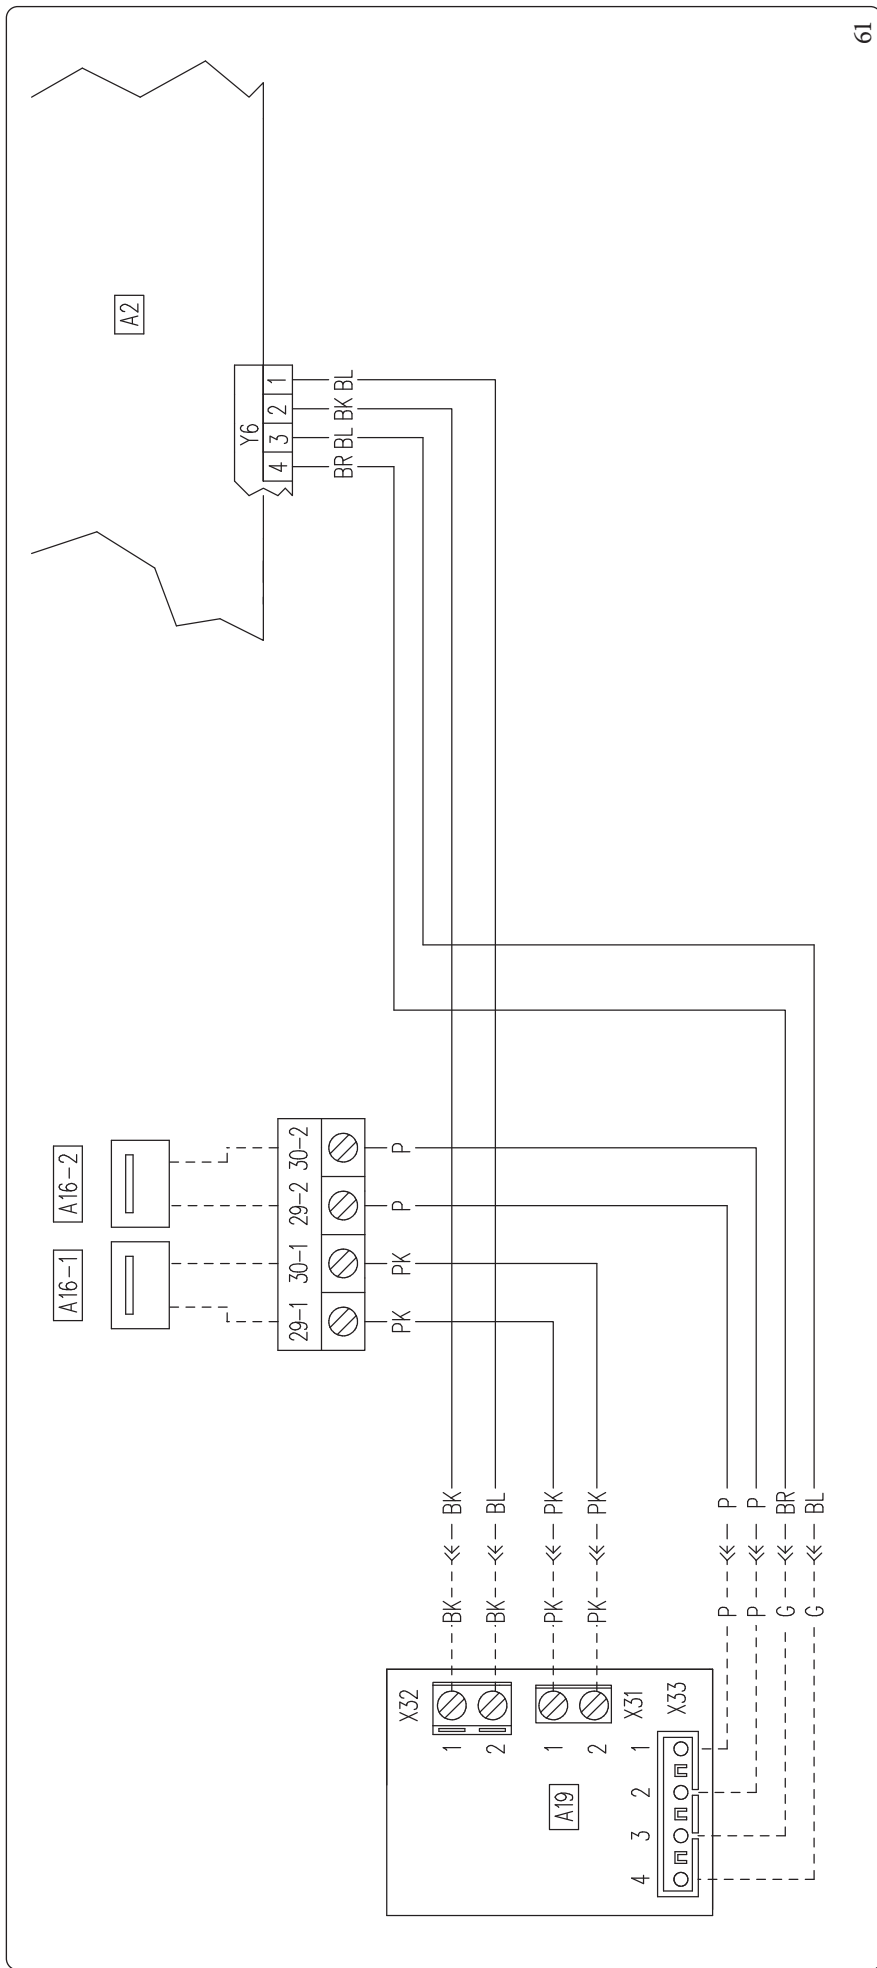 A16-1 A16-2
A2
Y6
4 3 2 1
29-1 30-1 29-2 30-2
BR BL BK BL
PK PK P P
X32
1 BK BK
2 BK BL
1 PK PK
A19
2 PK PK
X31
4 3 2 1
X33
P P
P P
G BR
G BL
61